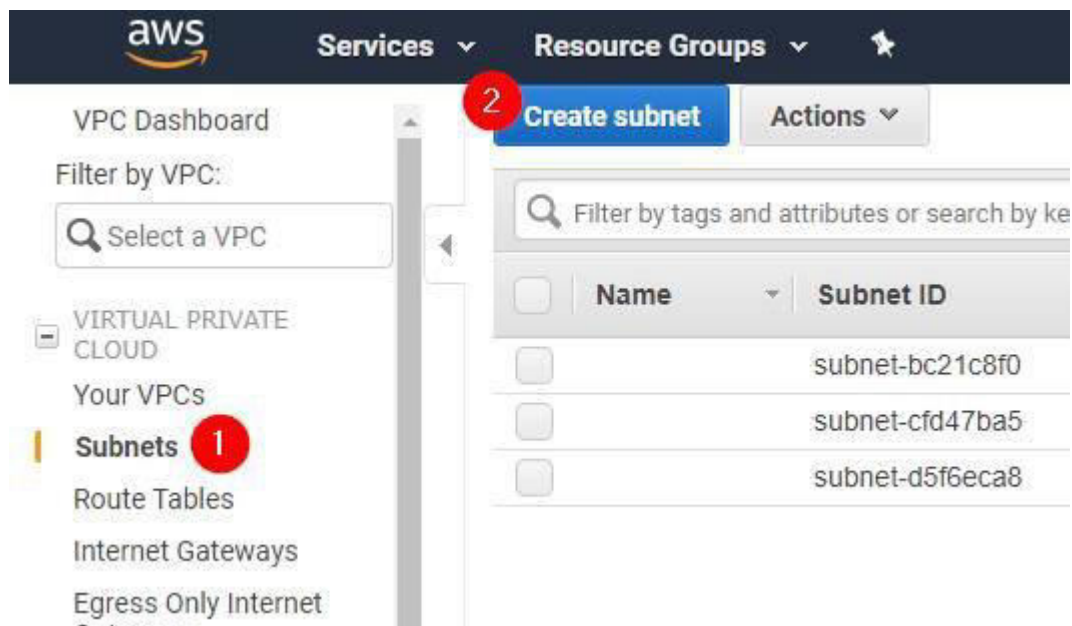 aws Services Resource Groups
VPC Dashboard
Filter by VPC:
Select a VPC
VIRTUAL PRIVATE
CLOUD
Your VPCs
Subnets 1
Route Tables
Internet Gateways
Egress Only Internet
2 Create subnet Actions
Filter by tags and attributes or search by ke
Name Subnet ID
subnet-bc21c8f0
subnet-cfd47ba5
subnet-d5f6eca8